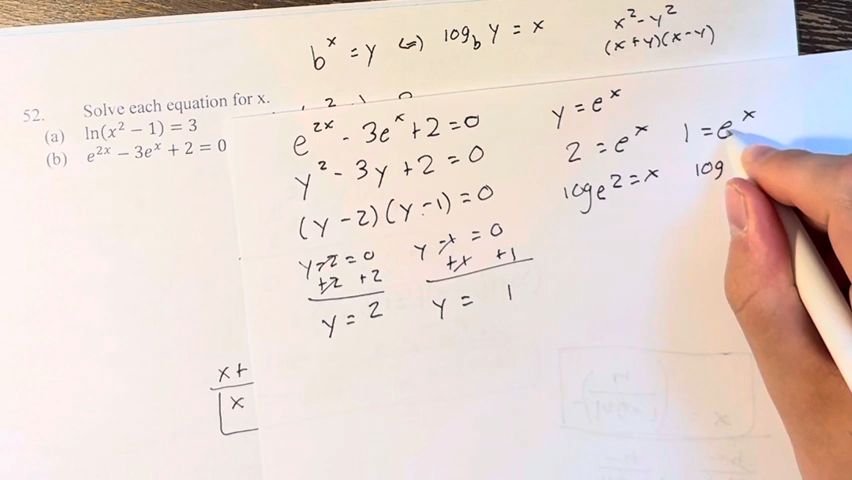 b^x = y ⇔ log_b y = x
x² - y²
(x+y)(x-y)
52. Solve each equation for x.
(a) ln(x² − 1) = 3
(b) e^{2x} − 3e^x + 2 = 0
e^{2x} - 3e^x + 2 = 0
y² - 3y + 2 = 0
(y-2)(y-1) = 0
y-2 = 0
+2 +2
y = 2
y-1 = 0
+1 +1
y = 1
y = e^x
2 = e^x
log_e 2 = x
1 = e^x
log
x+
x